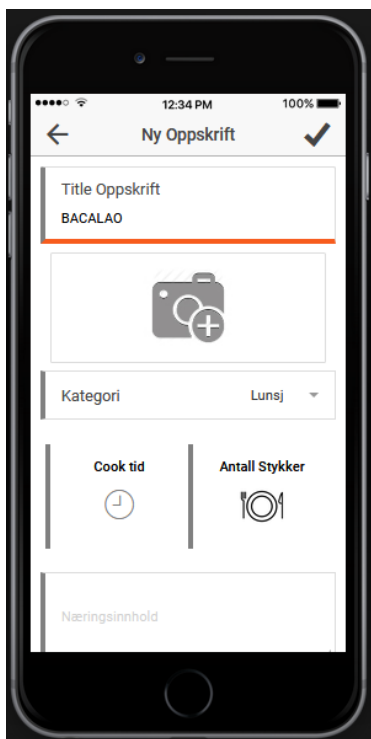 12:34 PM
100%
Ny Oppskrift
Title Oppskrift
BACALAO
Kategori
Lunsj
Cook tid
Antall Stykker
Næringsinnhold